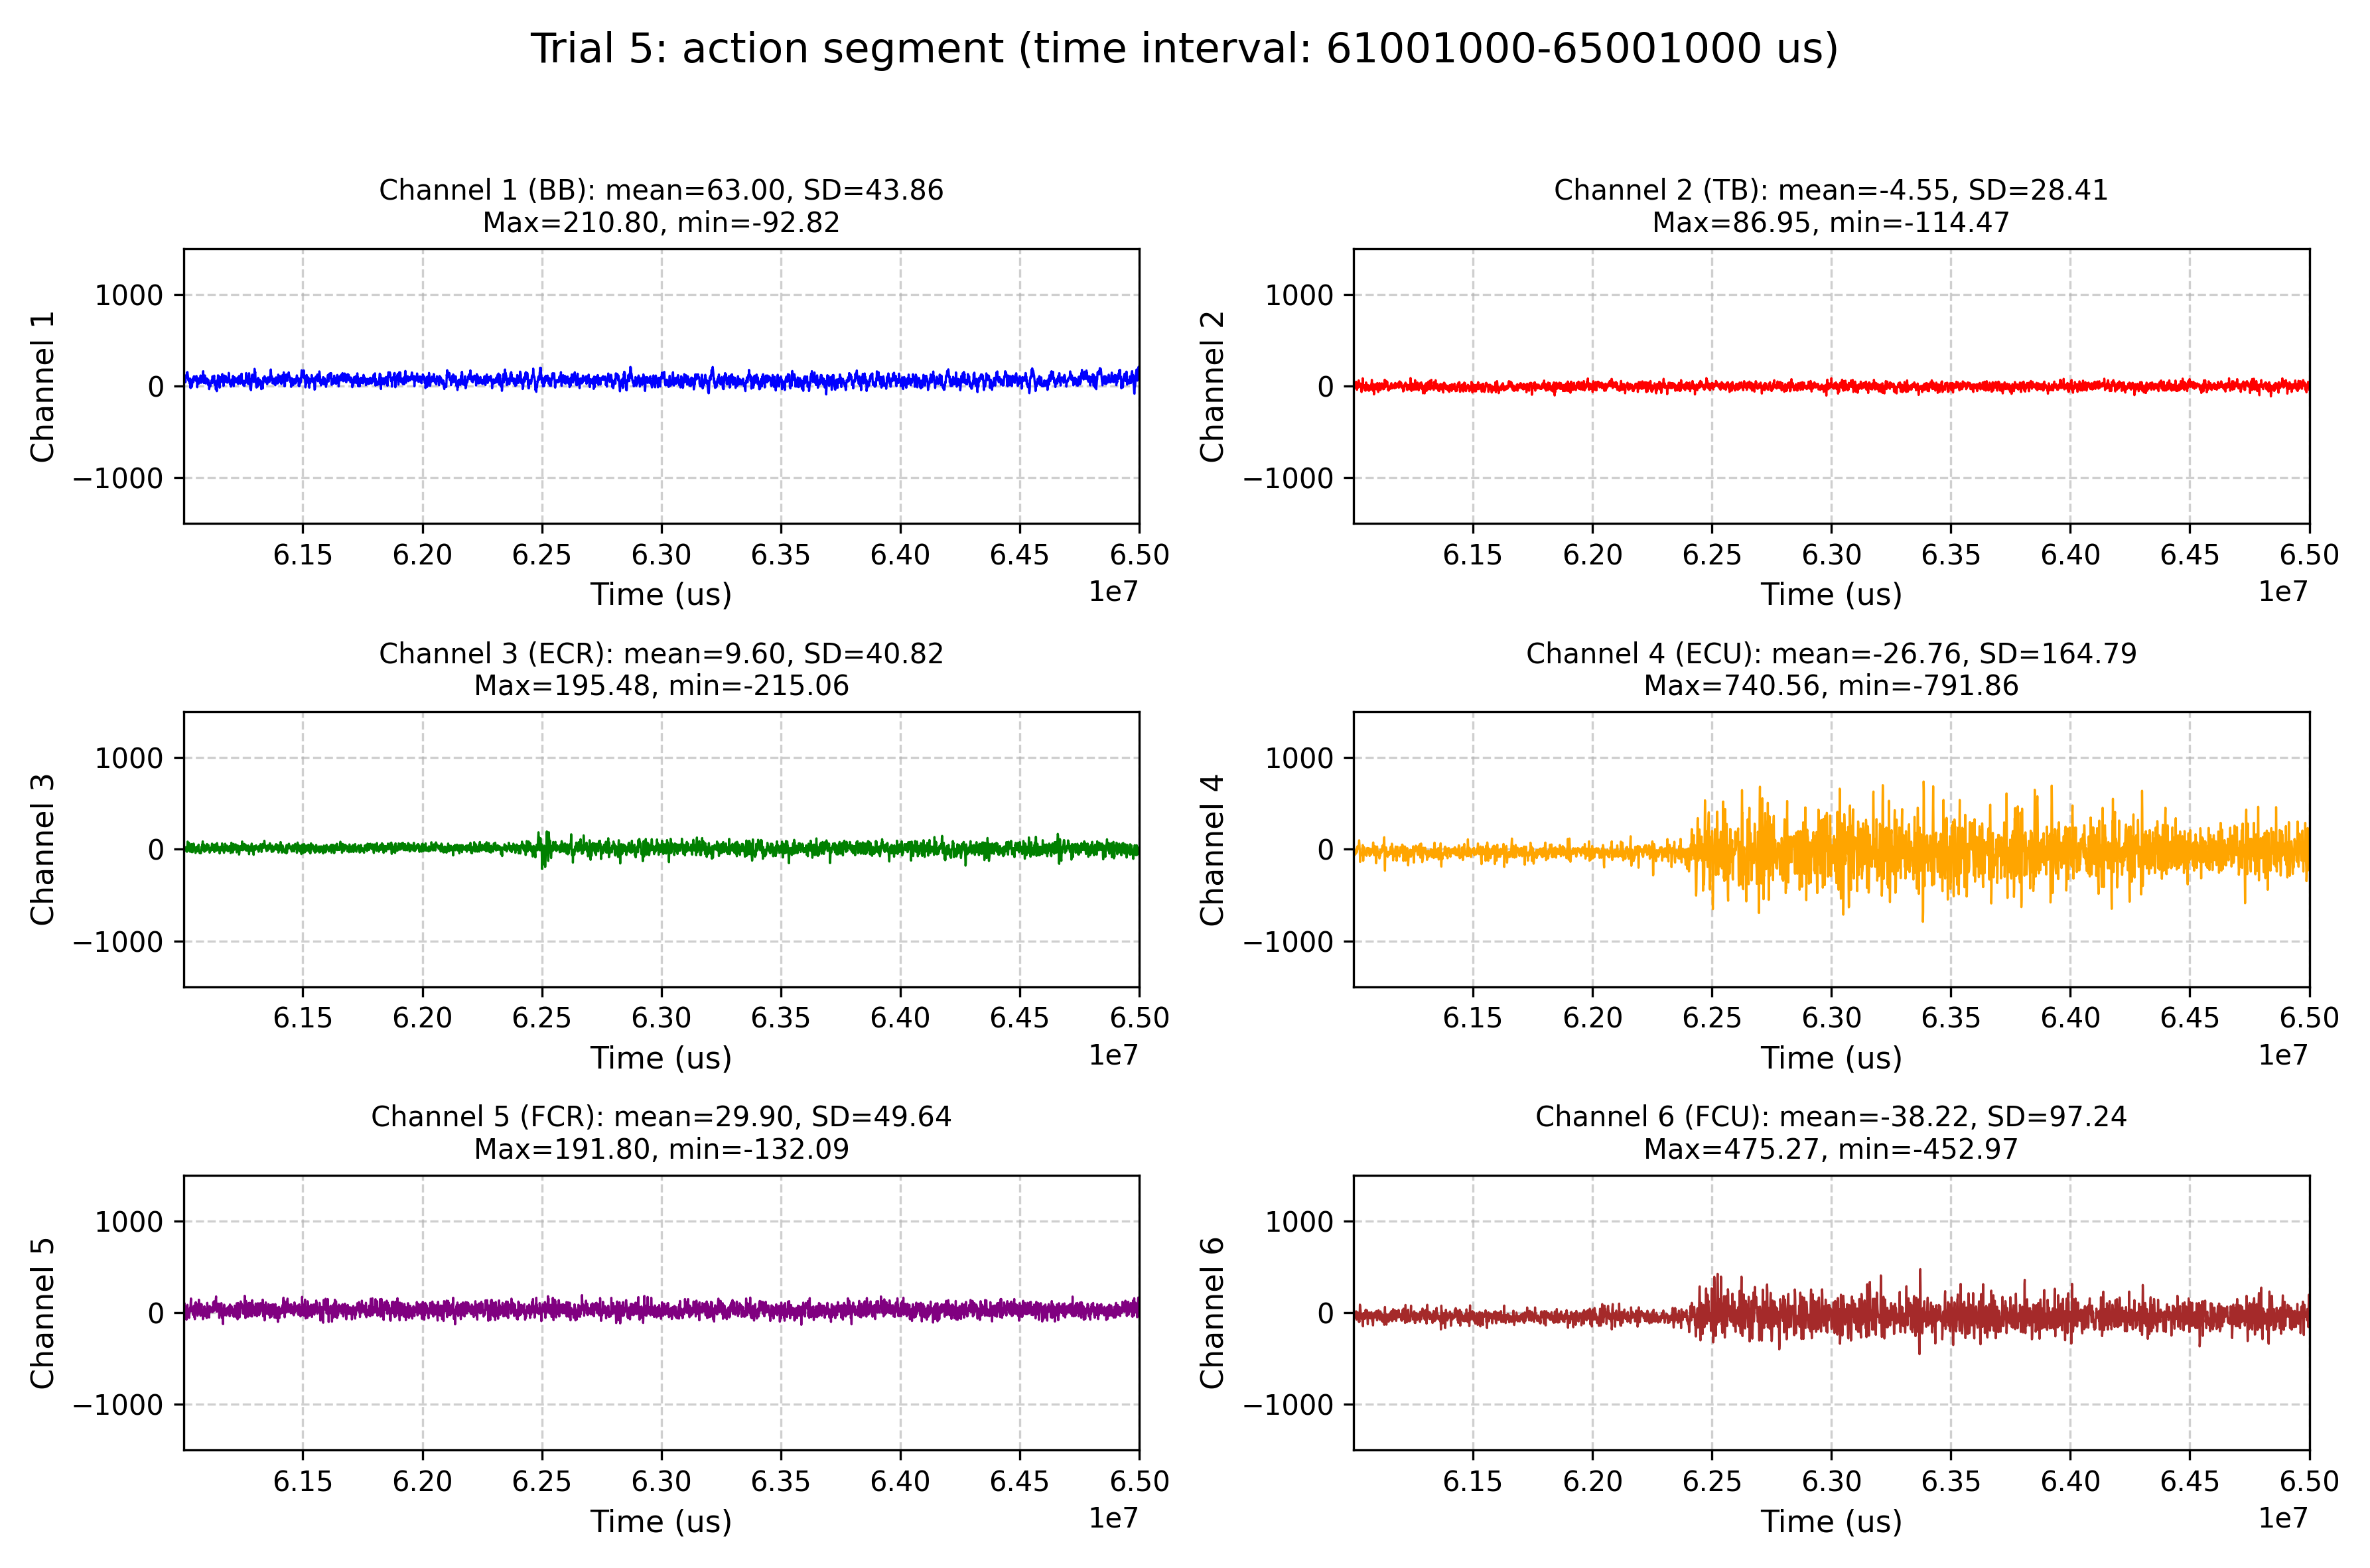 Trial 5: action segment (time interval: 61001000-65001000 us)
Channel 1 (BB): mean=63.00, SD=43.86
Max=210.80, min=-92.82
Channel 1
1000
0
−1000
6.15 6.20 6.25 6.30 6.35 6.40 6.45 6.50
1e7
Time (us)
Channel 2 (TB): mean=-4.55, SD=28.41
Max=86.95, min=-114.47
Channel 2
1000
0
−1000
6.15 6.20 6.25 6.30 6.35 6.40 6.45 6.50
1e7
Time (us)
Channel 3 (ECR): mean=9.60, SD=40.82
Max=195.48, min=-215.06
Channel 3
1000
0
−1000
6.15 6.20 6.25 6.30 6.35 6.40 6.45 6.50
1e7
Time (us)
Channel 4 (ECU): mean=-26.76, SD=164.79
Max=740.56, min=-791.86
Channel 4
1000
0
−1000
6.15 6.20 6.25 6.30 6.35 6.40 6.45 6.50
1e7
Time (us)
Channel 5 (FCR): mean=29.90, SD=49.64
Max=191.80, min=-132.09
Channel 5
1000
0
−1000
6.15 6.20 6.25 6.30 6.35 6.40 6.45 6.50
1e7
Time (us)
Channel 6 (FCU): mean=-38.22, SD=97.24
Max=475.27, min=-452.97
Channel 6
1000
0
−1000
6.15 6.20 6.25 6.30 6.35 6.40 6.45 6.50
1e7
Time (us)